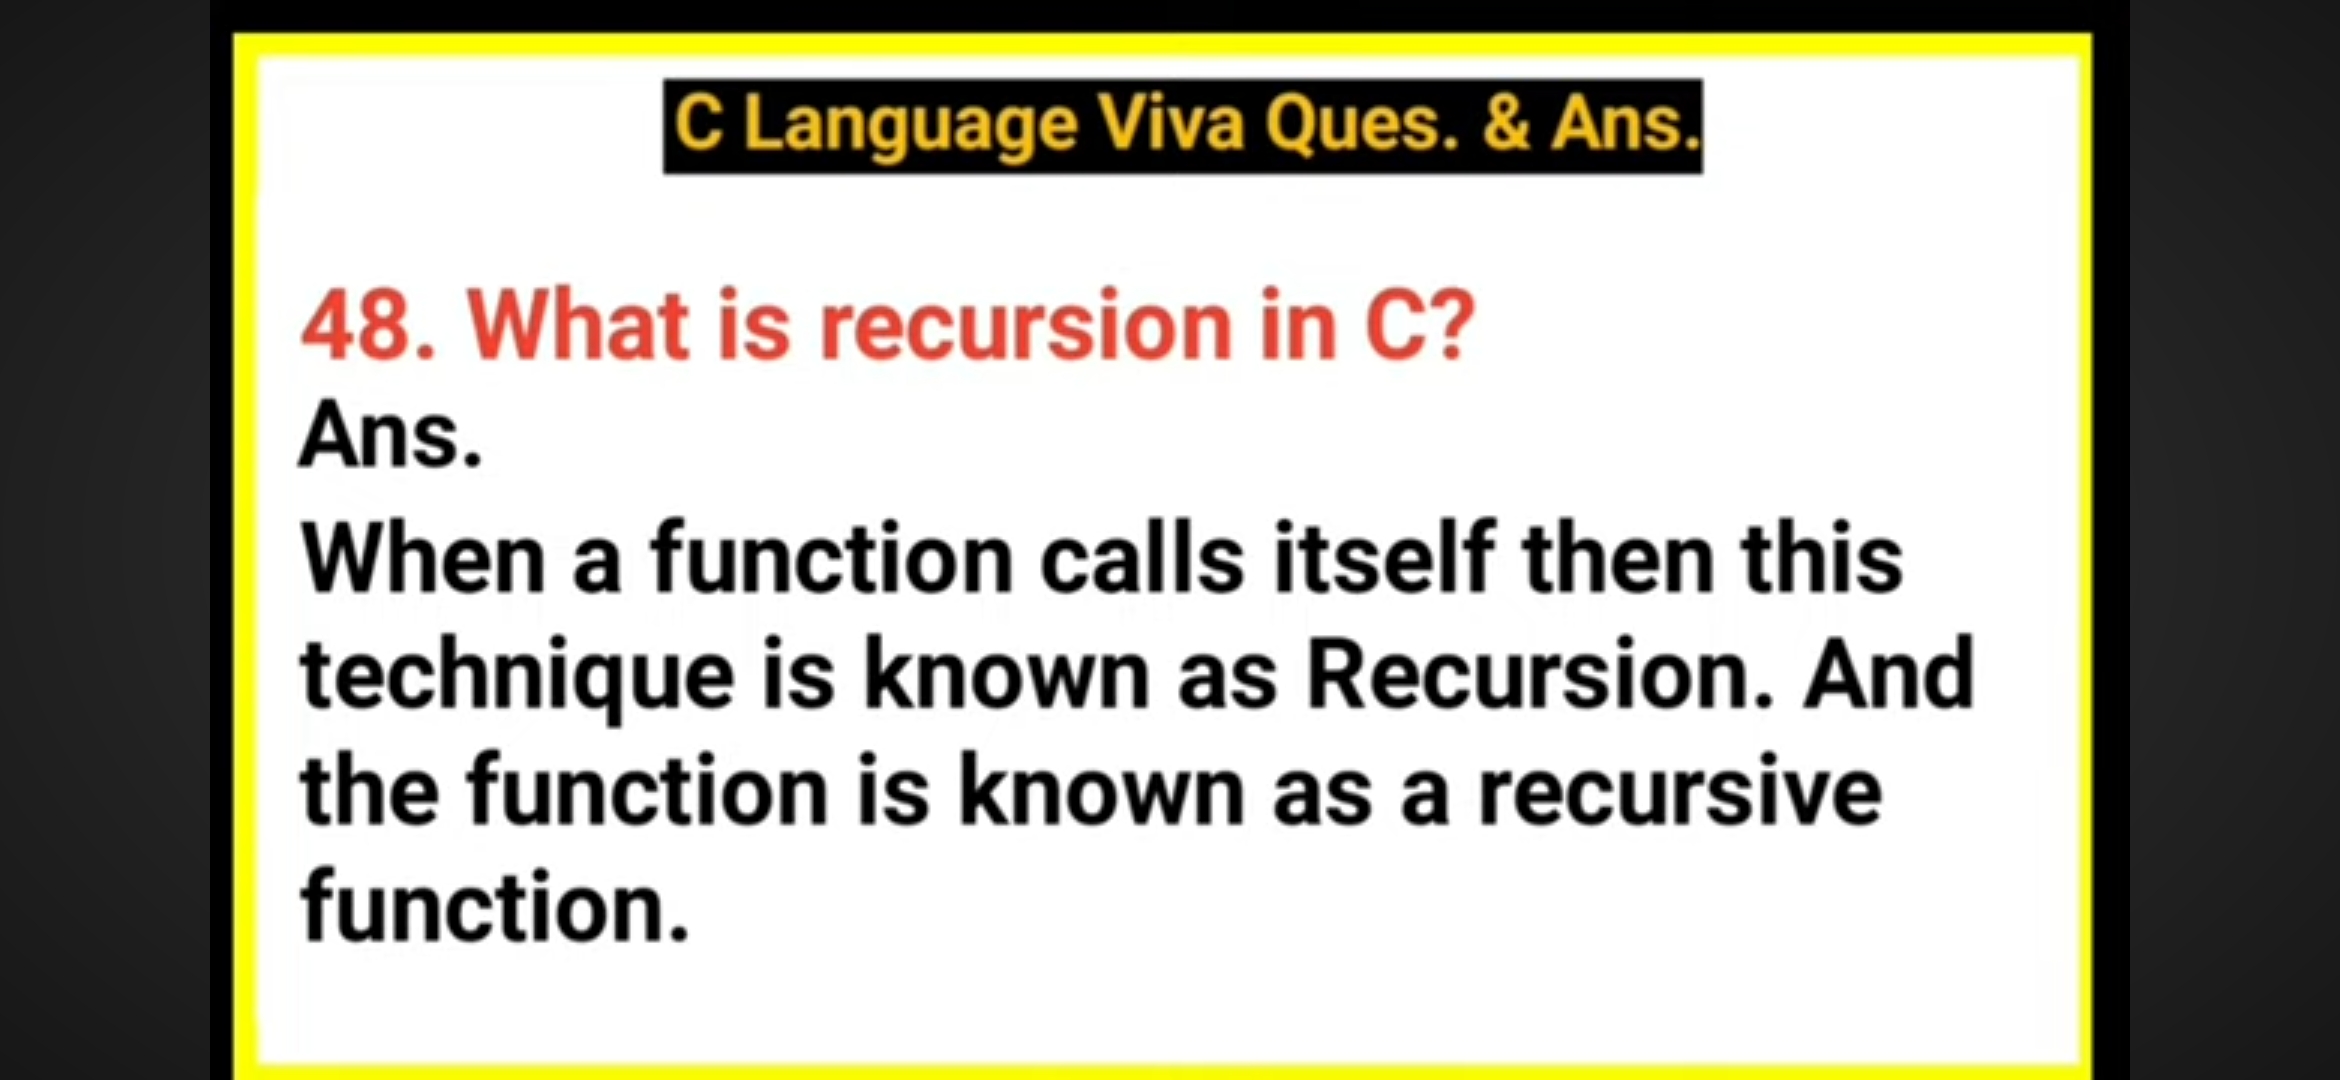 C Language Viva Ques. & Ans.
48. What is recursion in C?
Ans.
When a function calls itself then this
technique is known as Recursion. And
the function is known as a recursive
function.